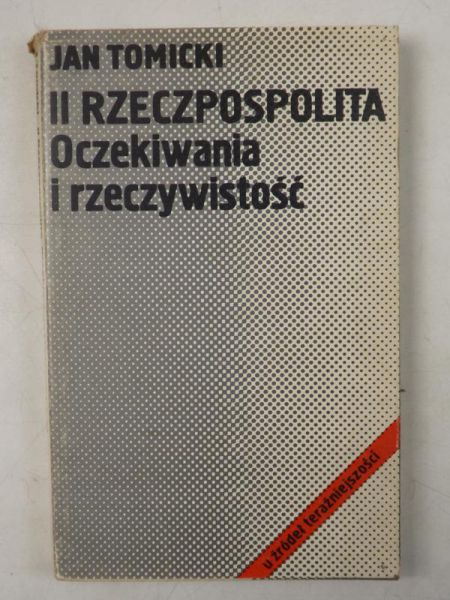 JAN TOMICKI
II RZECZPOSPOLITA
Oczekiwania
i rzeczywistość
u źródeł teraźniejszości